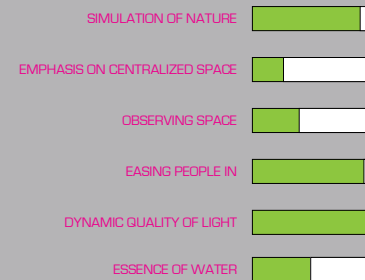 SIMULATION OF NATURE
EMPHASIS ON CENTRALIZED SPACE
OBSERVING SPACE
EASING PEOPLE IN
DYNAMIC QUALITY OF LIGHT
ESSENCE OF WATER